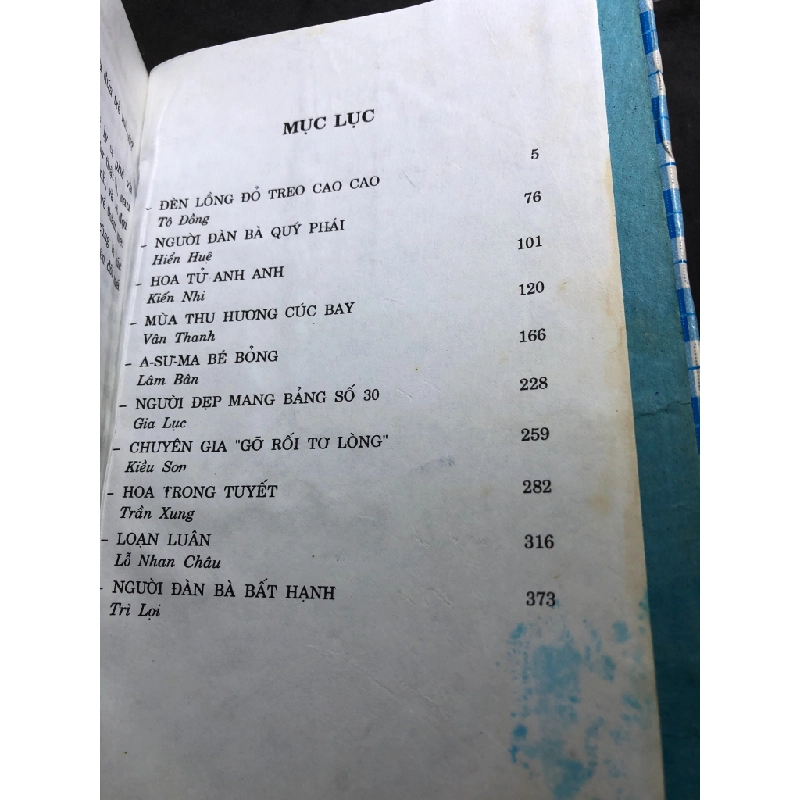 MỤC LỤC
- ĐÈN LỒNG ĐỎ TREO CAO CAO 5
Tô Đồng
- NGƯỜI ĐÀN BÀ QUÝ PHÁI 76
Hiển Huê
- HOA TỬ ANH ANH 101
Kiến Nhi
- MÙA THU HƯƠNG CÚC BAY 120
Vân Thanh
- A-SU-MA BÉ BỎNG 166
Lâm Bân
- NGƯỜI ĐẸP MANG BẢNG SỐ 30 228
Gia Lục
- CHUYÊN GIA "GỠ RỐI TƠ LÒNG" 259
Kiều Sơn
- HOA TRONG TUYẾT 282
Trần Xung
- LOẠN LUÂN 316
Lỗ Nhan Châu
- NGƯỜI ĐÀN BÀ BẤT HẠNH 373
Trì Lợi